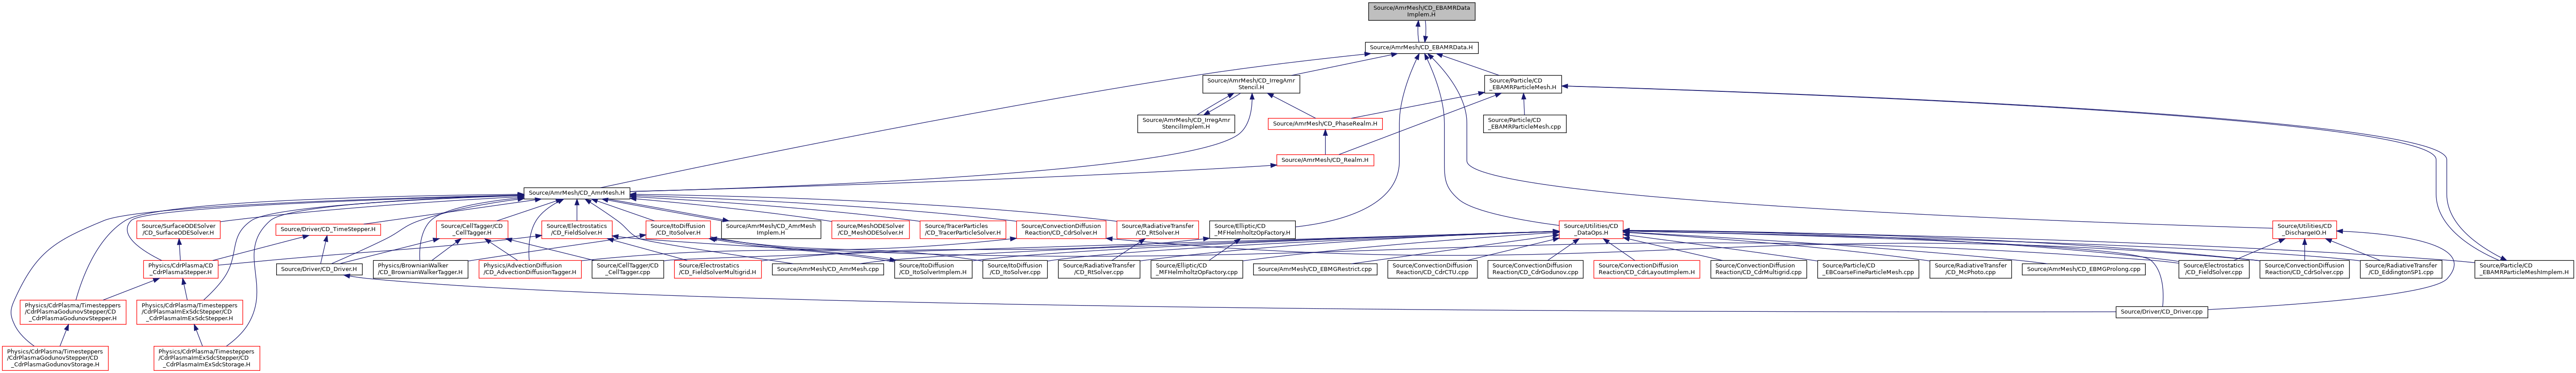 Source/AmrMesh/CD_EBAMRData
Implem.H
Source/AmrMesh/CD_EBAMRData.H
Source/AmrMesh/CD_IrregAmr
Stencil.H
Source/Particle/CD
_EBAMRParticleMesh.H
Source/AmrMesh/CD_IrregAmr
StencilImplem.H
Source/AmrMesh/CD_PhaseRealm.H
Source/Particle/CD
_EBAMRParticleMesh.cpp
Source/AmrMesh/CD_Realm.H
Source/AmrMesh/CD_AmrMesh.H
Source/SurfaceODESolver
/CD_SurfaceODESolver.H
Source/Driver/CD_TimeStepper.H
Source/CellTagger/CD
_CellTagger.H
Source/Electrostatics
/CD_FieldSolver.H
Source/ItoDiffusion
/CD_ItoSolver.H
Source/AmrMesh/CD_AmrMesh
Implem.H
Source/MeshODESolver
/CD_MeshODESolver.H
Source/TracerParticles
/CD_TracerParticleSolver.H
Source/ConvectionDiffusion
Reaction/CD_CdrSolver.H
Source/RadiativeTransfer
/CD_RtSolver.H
Source/Elliptic/CD
_MFHelmholtzOpFactory.H
Source/Utilities/CD
_DataOps.H
Source/Utilities/CD
_DischargeIO.H
Physics/CdrPlasma/CD
_CdrPlasmaStepper.H
Source/Driver/CD_Driver.H
Physics/BrownianWalker
/CD_BrownianWalkerTagger.H
Physics/AdvectionDiffusion
/CD_AdvectionDiffusionTagger.H
Source/CellTagger/CD
_CellTagger.cpp
Source/Electrostatics
/CD_FieldSolverMultigrid.H
Source/AmrMesh/CD_AmrMesh.cpp
Source/ItoDiffusion
/CD_ItoSolverImplem.H
Source/ItoDiffusion
/CD_ItoSolver.cpp
Source/RadiativeTransfer
/CD_RtSolver.cpp
Source/Elliptic/CD
_MFHelmholtzOpFactory.cpp
Source/AmrMesh/CD_EBMGRestrict.cpp
Source/ConvectionDiffusion
Reaction/CD_CdrCTU.cpp
Source/ConvectionDiffusion
Reaction/CD_CdrGodunov.cpp
Source/ConvectionDiffusion
Reaction/CD_CdrLayoutImplem.H
Source/ConvectionDiffusion
Reaction/CD_CdrMultigrid.cpp
Source/Particle/CD
_EBCoarseFineParticleMesh.cpp
Source/RadiativeTransfer
/CD_McPhoto.cpp
Source/AmrMesh/CD_EBMGProlong.cpp
Source/Electrostatics
/CD_FieldSolver.cpp
Source/ConvectionDiffusion
Reaction/CD_CdrSolver.cpp
Source/RadiativeTransfer
/CD_EddingtonSP1.cpp
Source/Particle/CD
_EBAMRParticleMeshImplem.H
Physics/CdrPlasma/Timesteppers
/CdrPlasmaGodunovStepper/CD
_CdrPlasmaGodunovStepper.H
Physics/CdrPlasma/Timesteppers
/CdrPlasmaImExSdcStepper/CD
_CdrPlasmaImExSdcStepper.H
Source/Driver/CD_Driver.cpp
Physics/CdrPlasma/Timesteppers
/CdrPlasmaGodunovStepper/CD
_CdrPlasmaGodunovStorage.H
Physics/CdrPlasma/Timesteppers
/CdrPlasmaImExSdcStepper/CD
_CdrPlasmaImExSdcStorage.H